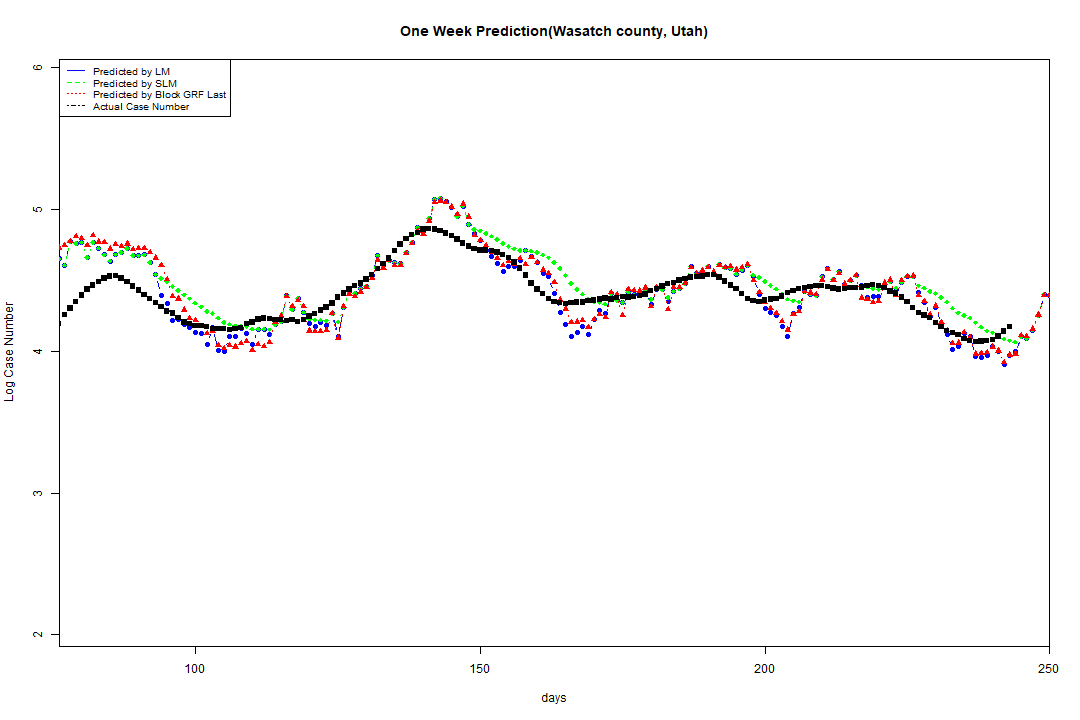 One Week Prediction(Wasatch county, Utah)
Predicted by LM
Predicted by SLM
Predicted by Block GRF Last
Actual Case Number
6
5
4
3
2
Log Case Number
100
150
200
250
days